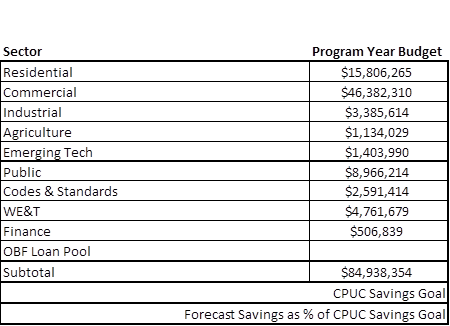 Sector Program Year Budget
Residential $15,806,265
Commercial $46,382,310
Industrial $3,385,614
Agriculture $1,134,029
Emerging Tech $1,403,990
Public $8,966,214
Codes & Standards $2,591,414
WE&T $4,761,679
Finance $506,839
OBF Loan Pool
Subtotal $84,938,354
CPUC Savings Goal
Forecast Savings as % of CPUC Savings Goal